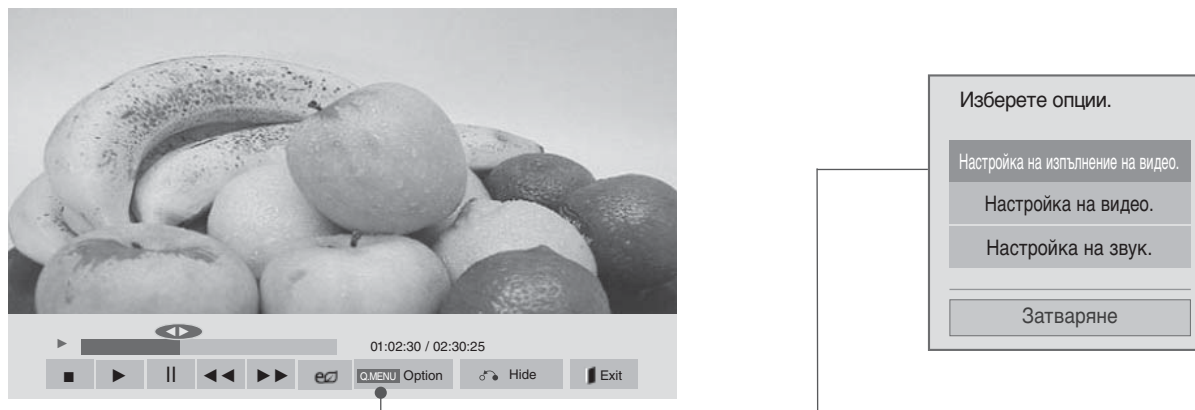 01:02:30 / 02:30:25
Q.MENU Option Hide Exit
Изберете опции.
Настройка на изпълнение на видео.
Настройка на видео.
Настройка на звук.
Затваряне